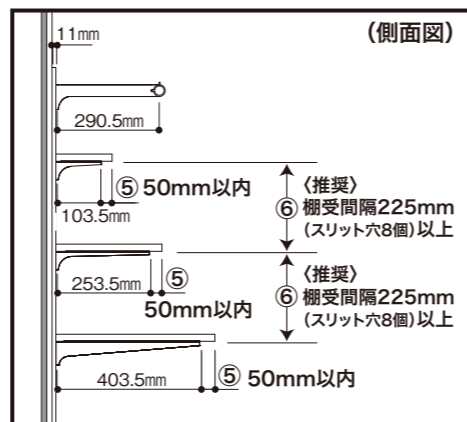 (側面図)
11mm
290.5mm
⑤ 50mm以内
103.5mm
〈推奨〉
⑥ 棚受間隔225mm
(スリット穴8個)以上
⑤
253.5mm
50mm以内
〈推奨〉
⑥ 棚受間隔225mm
(スリット穴8個)以上
403.5mm
⑤ 50mm以内